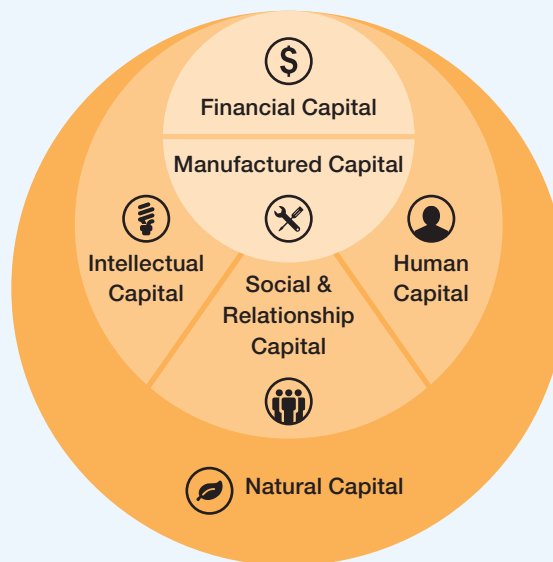 $
Financial Capital
Manufactured Capital
Intellectual
Capital
Social &
Relationship
Capital
Human
Capital
Natural Capital